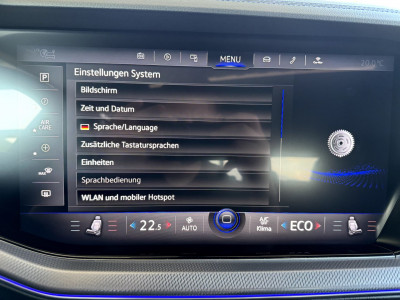 MENU
Einstellungen System
P
Bildschirm
Zeit und Datum
AIR
CARE
Sprache/Language
Zusätzliche Tastatursprachen
Einheiten
Sprachbedienung
WLAN und mobiler Hotspot
22.5
AUTO
Klima
ECO